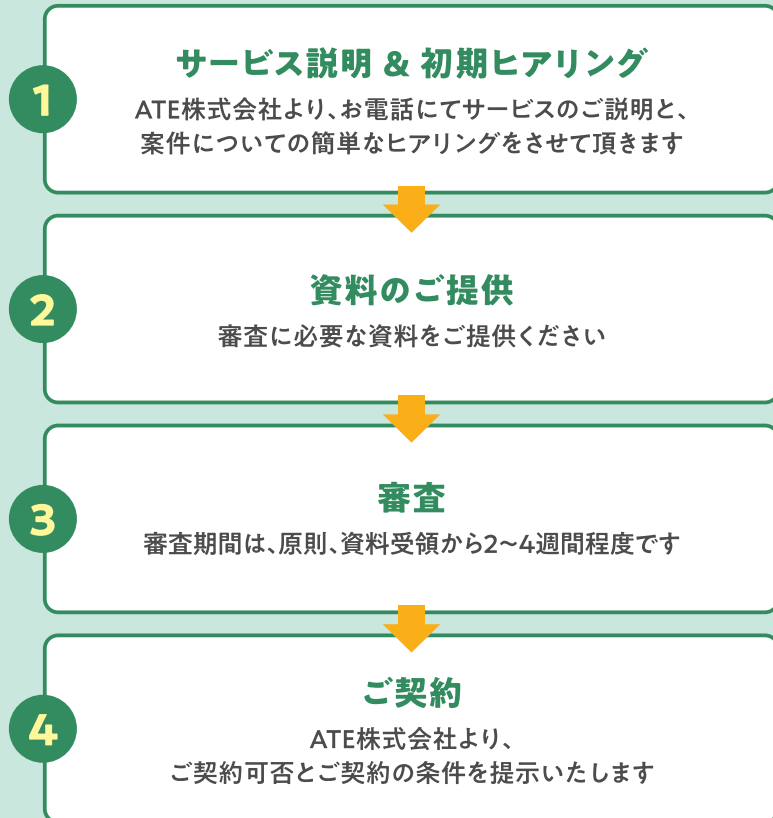 1
サービス説明 & 初期ヒアリング
ATE株式会社より、お電話にてサービスのご説明と、
案件についての簡単なヒアリングをさせて頂きます
2
資料のご提供
審査に必要な資料をご提供ください
3
審査
審査期間は、原則、資料受領から2〜4週間程度です
4
ご契約
ATE株式会社より、
ご契約可否とご契約の条件を提示いたします